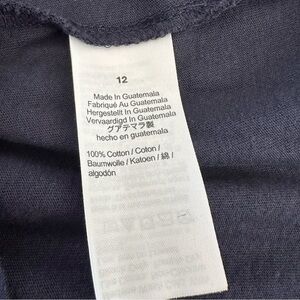 12
Made In Guatemala
Fabriqué Au Guatemala
Hergestellt In Guatemala
Vervaardigd In Guatemala
グアテマラ製
hecho en guatemala
100% Cotton / Coton /
Baumwolle / Katoen / 綿 /
algodón